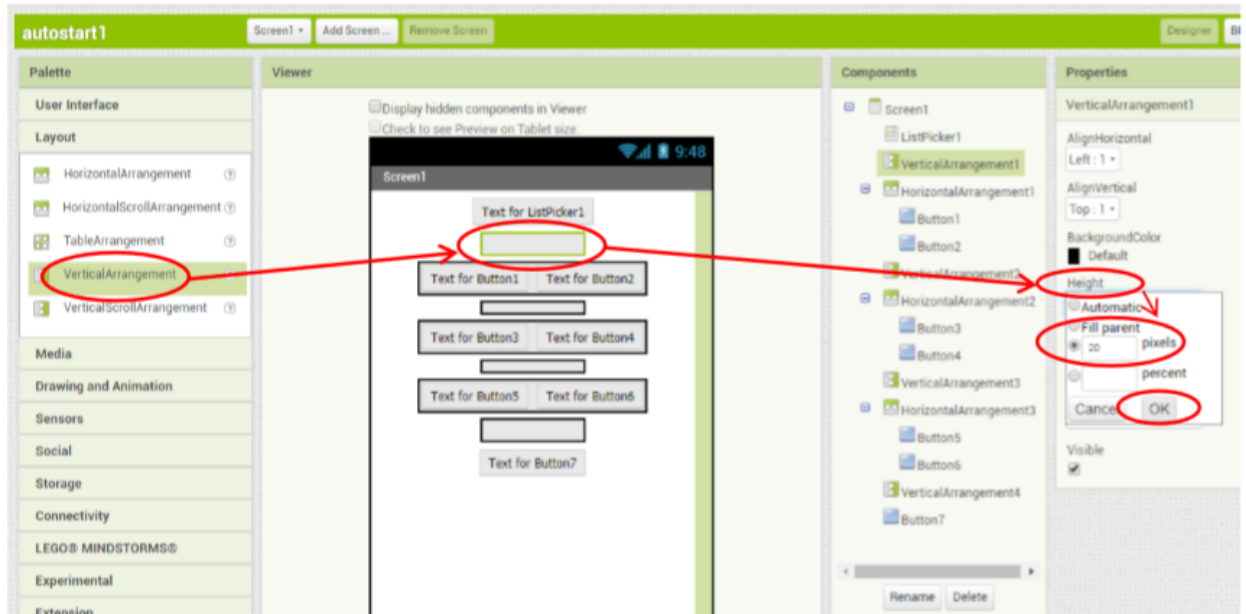 autostart1
Screen1
Add Screen ...
Remove Screen
Designer
Palette
User Interface
Layout
HorizontalArrangement
HorizontalScrollArrangement
TableArrangement
VerticalArrangement
VerticalScrollArrangement
Media
Drawing and Animation
Sensors
Social
Storage
Connectivity
LEGO® MINDSTORMS®
Experimental
Extension
Viewer
Display hidden components in Viewer
Check to see Preview on Tablet size.
9:48
Screen1
Text for ListPicker1
Text for Button1 Text for Button2
Text for Button3 Text for Button4
Text for Button5 Text for Button6
Text for Button7
Components
Screen1
ListPicker1
VerticalArrangement1
HorizontalArrangement1
Button1
Button2
VerticalArrangement2
HorizontalArrangement2
Button3
Button4
VerticalArrangement3
HorizontalArrangement3
Button5
Button6
VerticalArrangement4
Button7
Rename Delete
Properties
VerticalArrangement1
AlignHorizontal
Left : 1
AlignVertical
Top : 1
BackgroundColor
Default
Height
Automatic
Fill parent
20 pixels
percent
Cancel OK
Visible